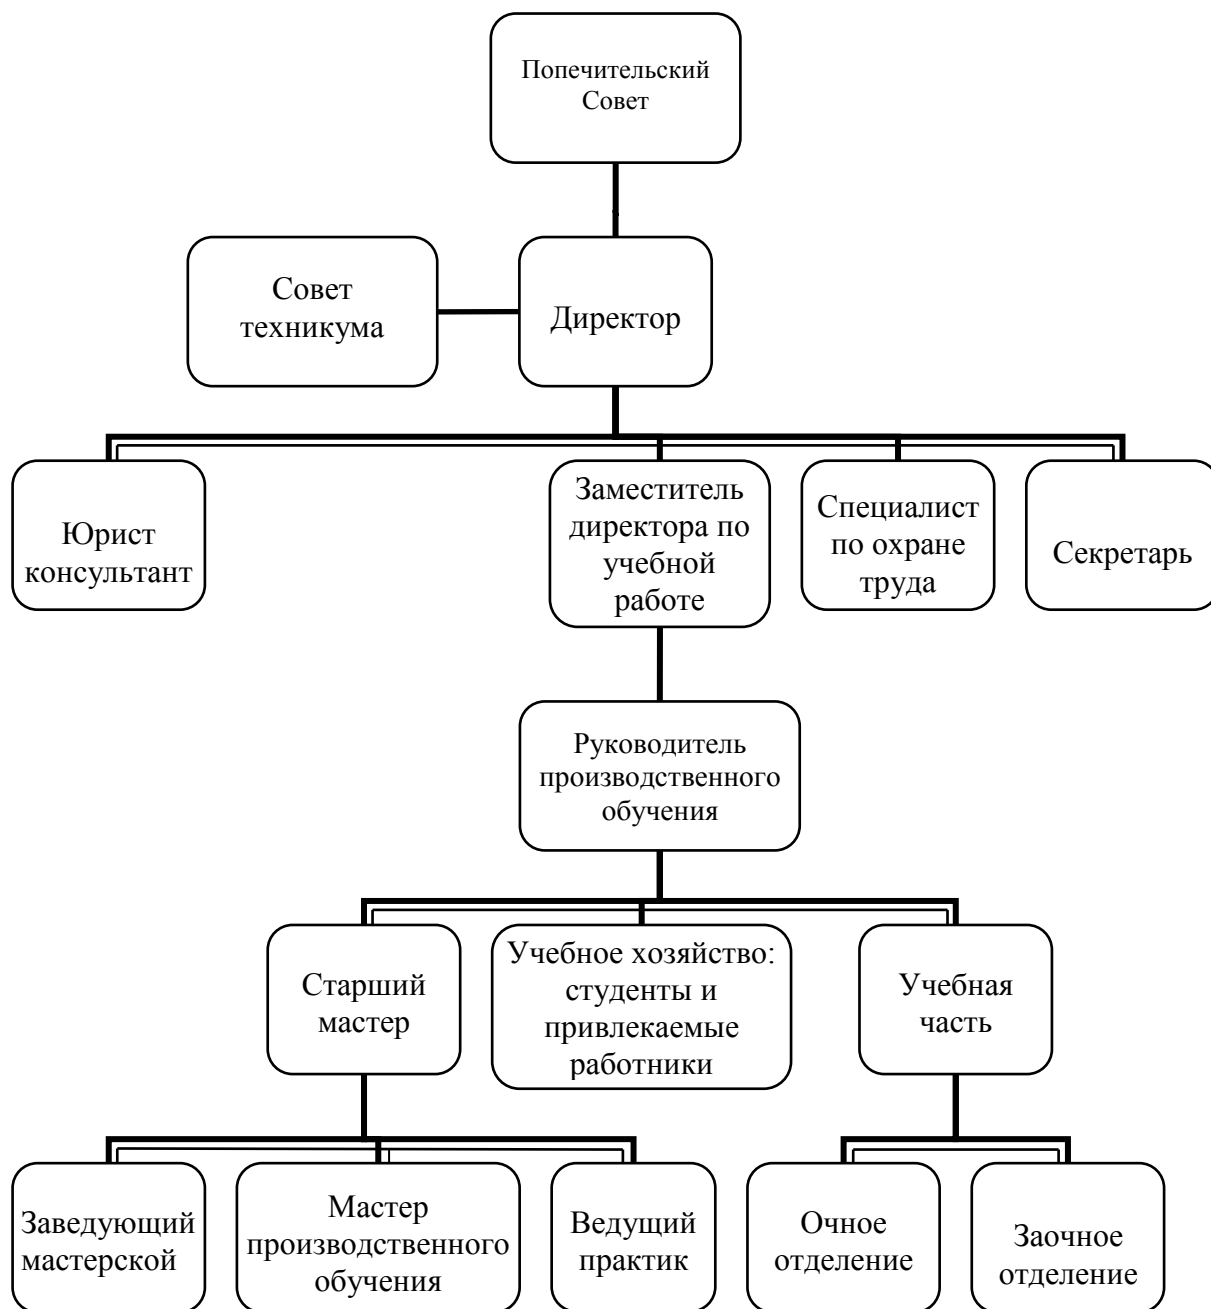 Попечительский
Совет
Совет
техникума
Директор
Юрист
консультант
Заместитель
директора по
учебной
работе
Специалист
по охране
труда
Секретарь
Руководитель
производственного
обучения
Старший
мастер
Учебное хозяйство:
студенты и
привлекаемые
работники
Учебная
часть
Заведующий
мастерской
Мастер
производственного
обучения
Ведущий
практик
Очное
отделение
Заочное
отделение